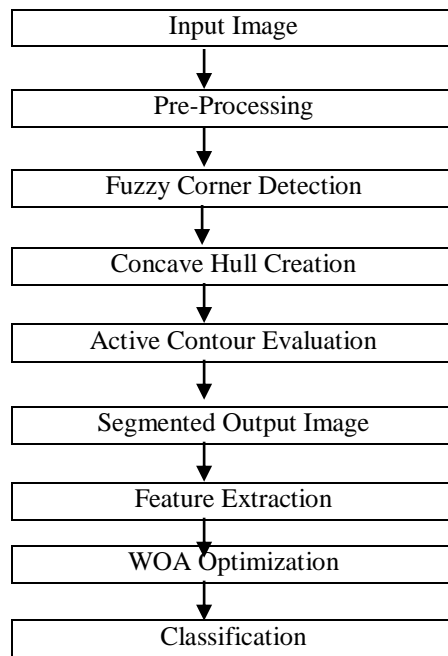 Input Image
Pre-Processing
Fuzzy Corner Detection
Concave Hull Creation
Active Contour Evaluation
Segmented Output Image
Feature Extraction
WOA Optimization
Classification